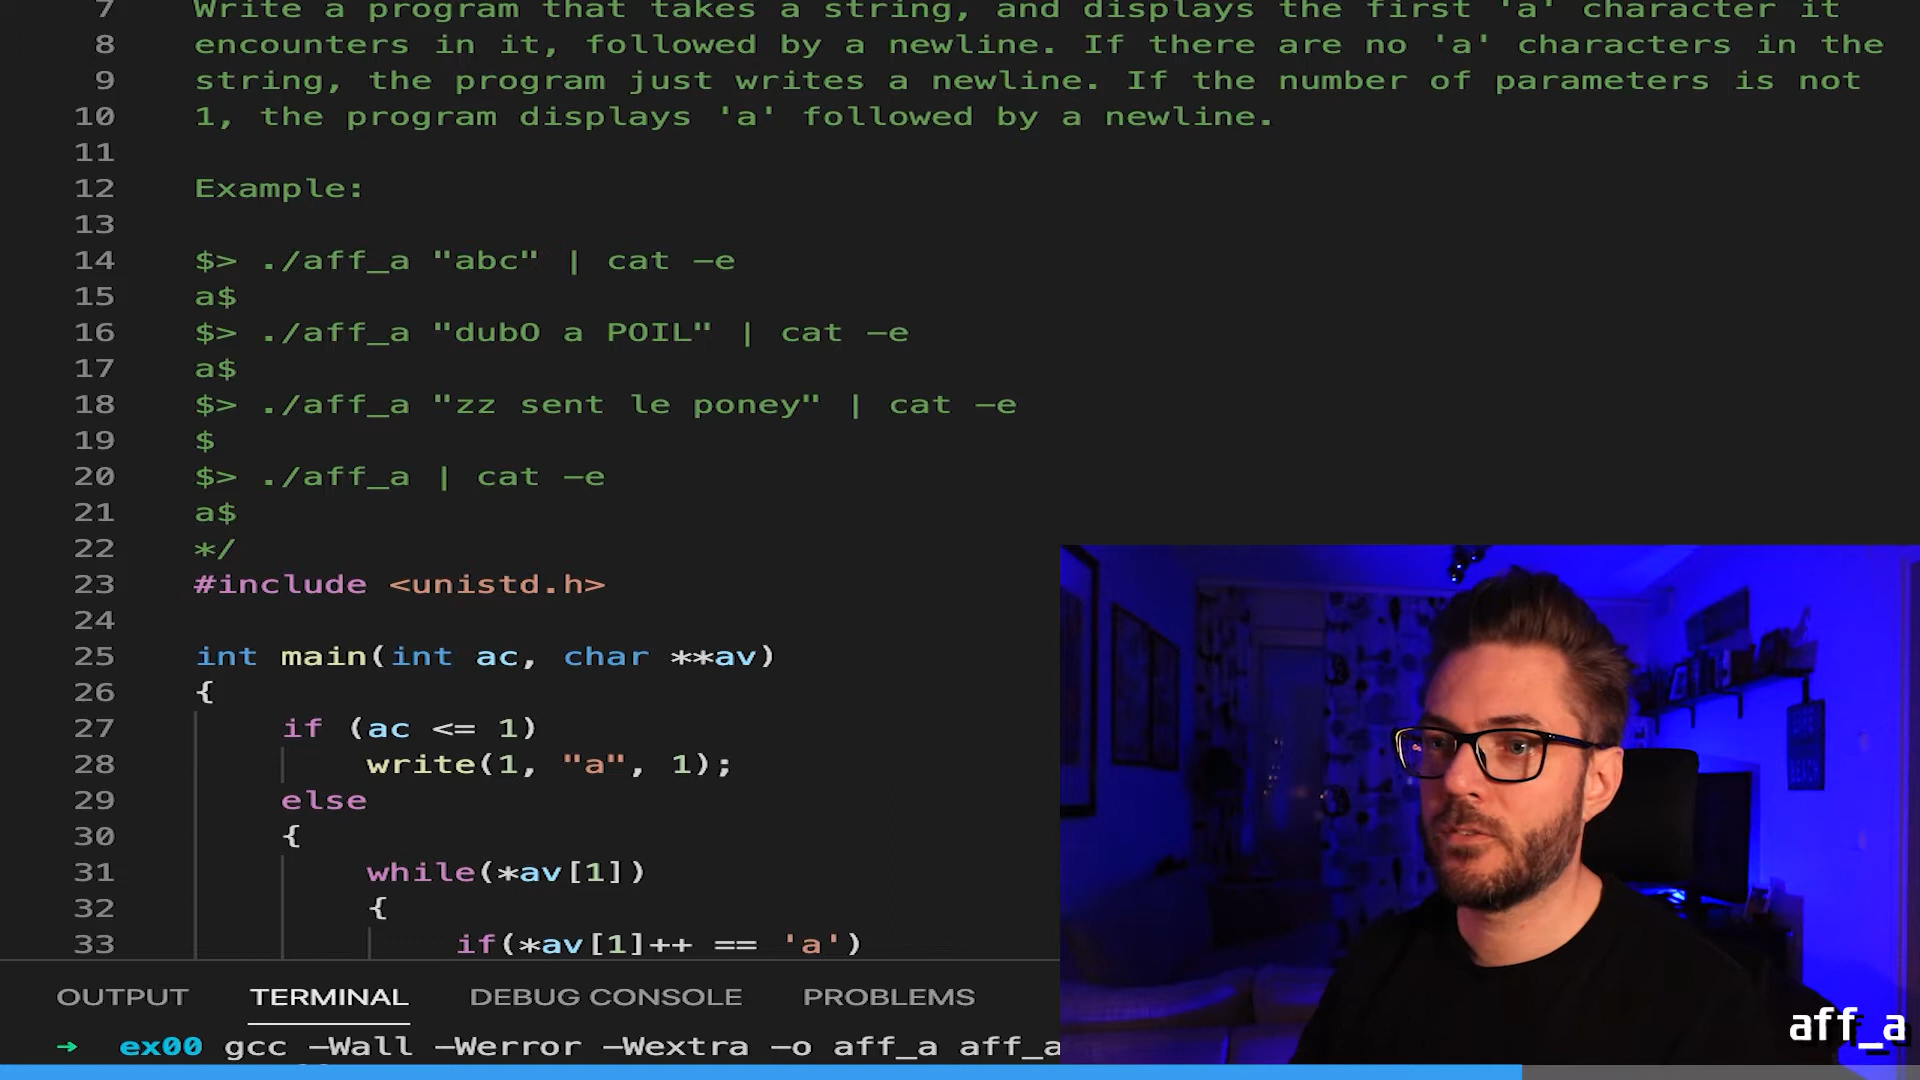 7 Write a program that takes a string, and displays the first 'a' character it
8 encounters in it, followed by a newline. If there are no 'a' characters in the
9 string, the program just writes a newline. If the number of parameters is not
10 1, the program displays 'a' followed by a newline.
11
12 Example:
13
14 $> ./aff_a "abc" | cat -e
15 a$
16 $> ./aff_a "dubO a POIL" | cat -e
17 a$
18 $> ./aff_a "zz sent le poney" | cat -e
19 $
20 $> ./aff_a | cat -e
21 a$
22 */
23 #include <unistd.h>
24
25 int main(int ac, char **av)
26 {
27 if (ac <= 1)
28 write(1, "a", 1);
29 else
30 {
31 while(*av[1])
32 {
33 if(*av[1]++ == 'a')
OUTPUT TERMINAL DEBUG CONSOLE PROBLEMS
→ ex00 gcc -Wall -Werror -Wextra -o aff_a aff_a
aff_a